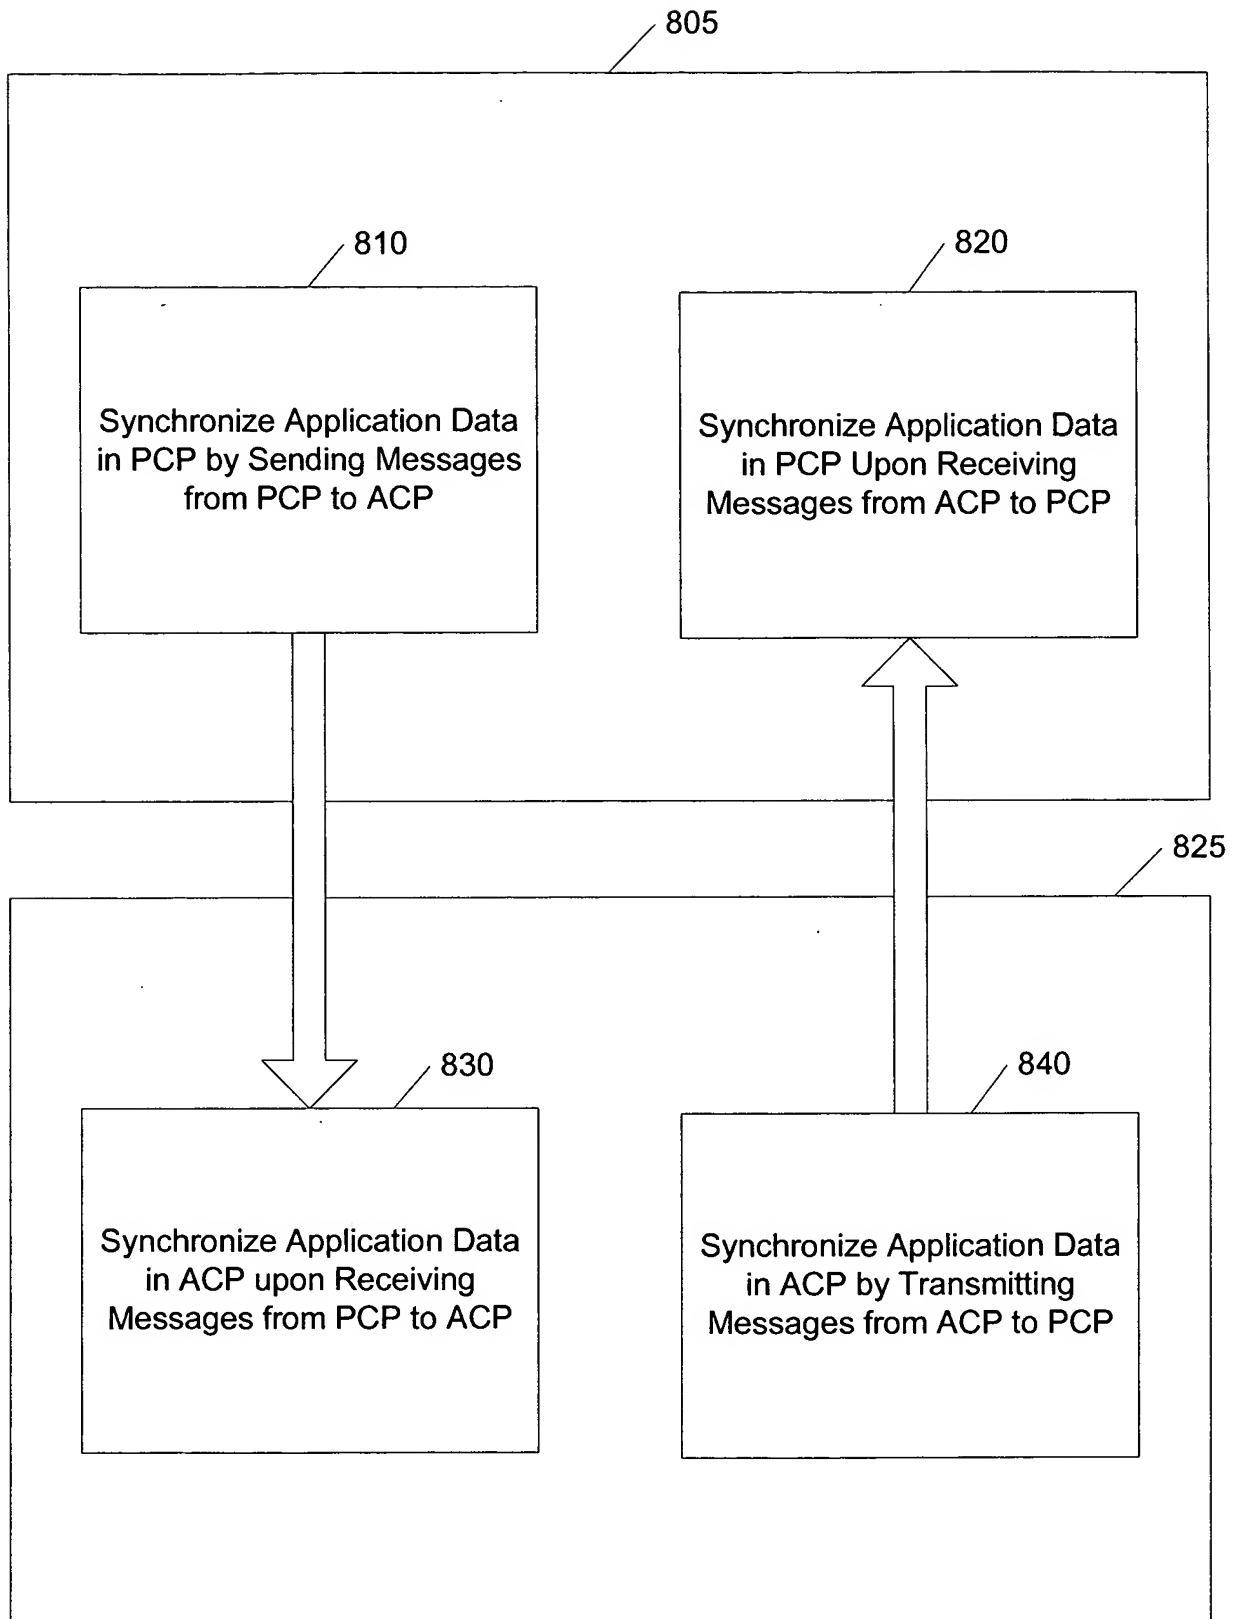 805
810
820
Synchronize Application Data
in PCP by Sending Messages
from PCP to ACP
Synchronize Application Data
in PCP Upon Receiving
Messages from ACP to PCP
825
830
840
Synchronize Application Data
in ACP upon Receiving
Messages from PCP to ACP
Synchronize Application Data
in ACP by Transmitting
Messages from ACP to PCP